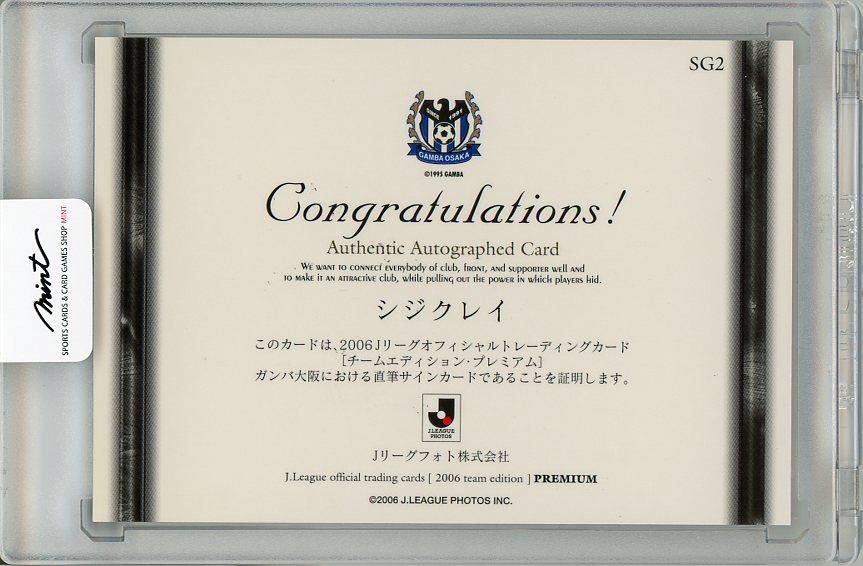 SG2
SINCE 1991
GAMBA OSAKA
©1995 GAMBA
Congratulations!
Authentic Autographed Card
We want to connect everybody of club, front, and supporter well and
to make it an attractive club, while pulling out the power in which players hid.
シジクレイ
このカードは、2006Jリーグオフィシャルトレーディングカード
[チームエディション・プレミアム]
ガンバ大阪における直筆サインカードであることを証明します。
J.LEAGUE
PHOTOS
Jリーグフォト株式会社
J.League official trading cards [ 2006 team edition ] PREMIUM
©2006 J.LEAGUE PHOTOS INC.
mint
SPORTS CARDS & CARD GAMES SHOP MINT